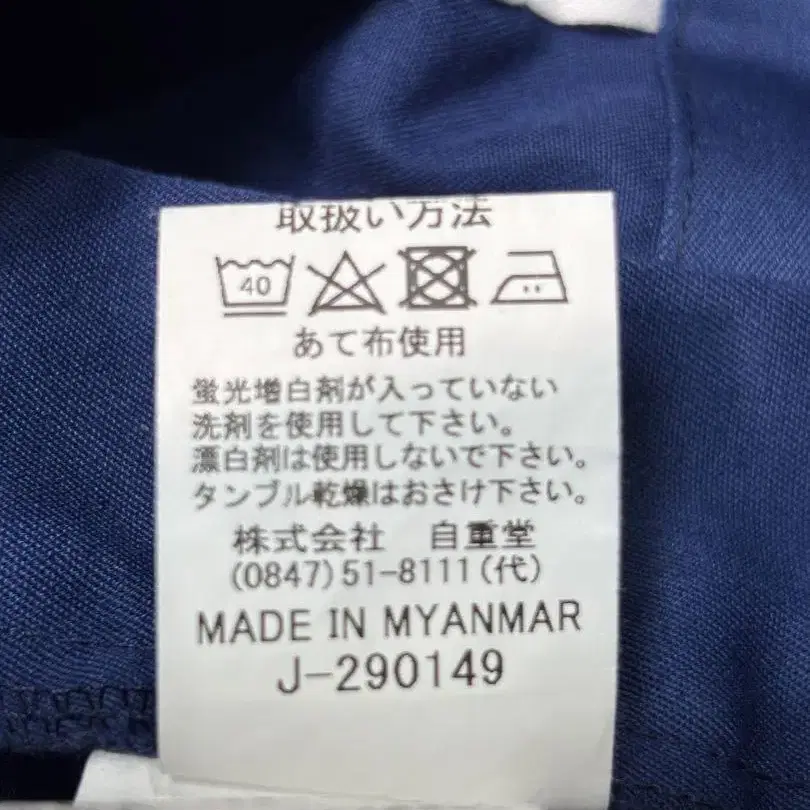 取扱い方法
40
あて布使用
蛍光増白剤が入っていない
洗剤を使用して下さい。
漂白剤は使用しないで下さい。
タンブル乾燥はおさけ下さい。
株式会社 自重堂
(0847)51-8111(代)
MADE IN MYANMAR
J-290149